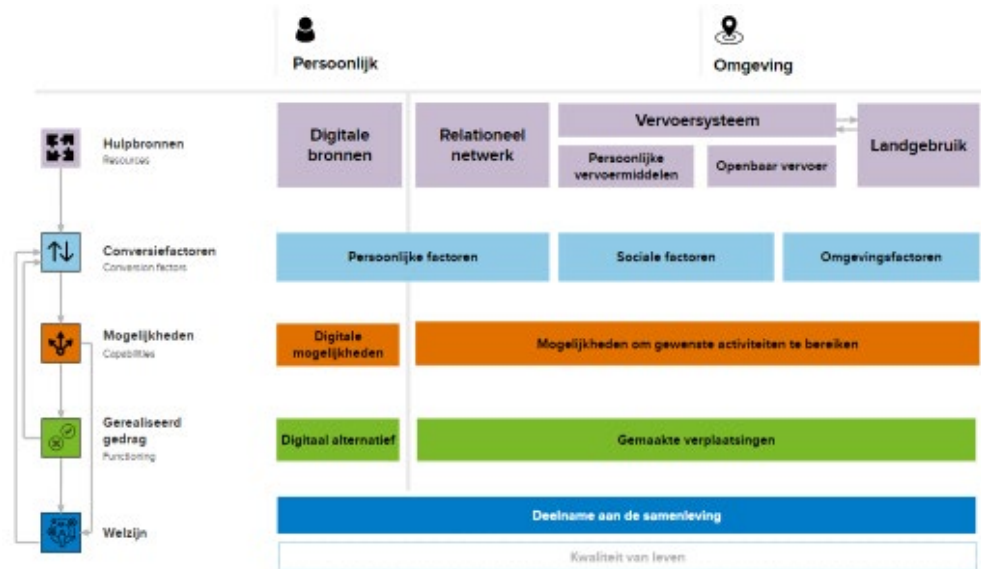 Persoonlijk
Omgeving
Hulpbronnen
Resources
Digitale
bronnen
Relationeel
netwerk
Vervoersysteem
Persoonlijke
vervoermiddelen
Openbaar vervoer
Landgebruik
Conversiefactoren
Conversion factors
Persoonlijke factoren
Sociale factoren
Omgevingsfactoren
Mogelijkheden
Capabilities
Digitale
mogelijkheden
Mogelijkheden om gewenste activiteiten te bereiken
Gerealiseerd
gedrag
Functioning
Digitaal alternatief
Gemaakte verplaatsingen
Welzijn
Deelname aan de samenleving
Kwaliteit van leven